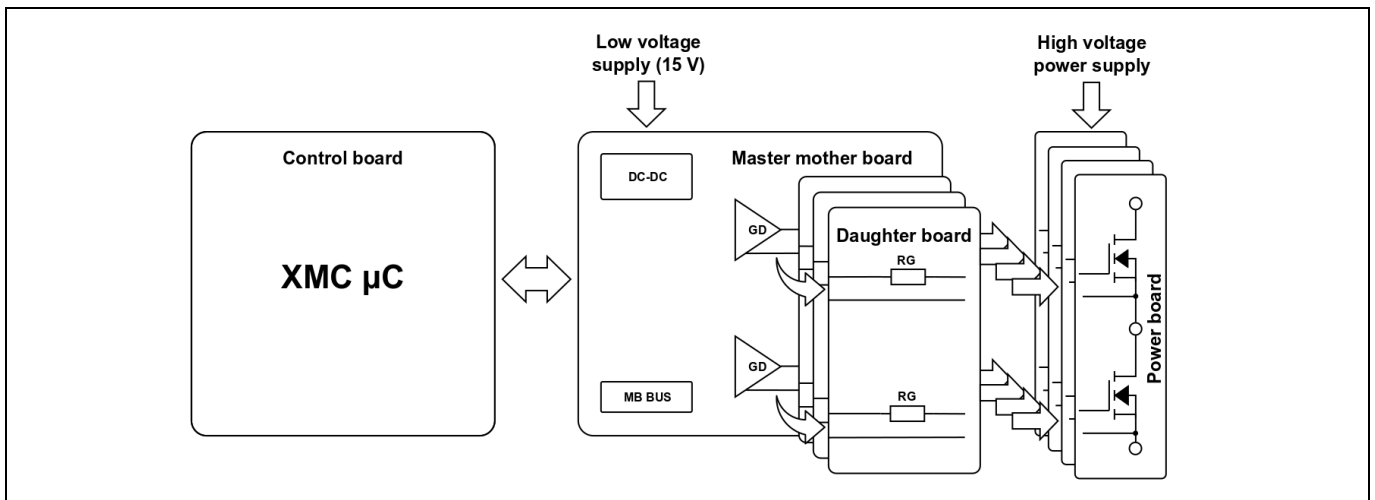 Low voltage
supply (15 V)
High voltage
power supply
Control board
XMC µC
Master mother board
DC-DC
GD
Daughter board
RG
GD
MB BUS
RG
Power board